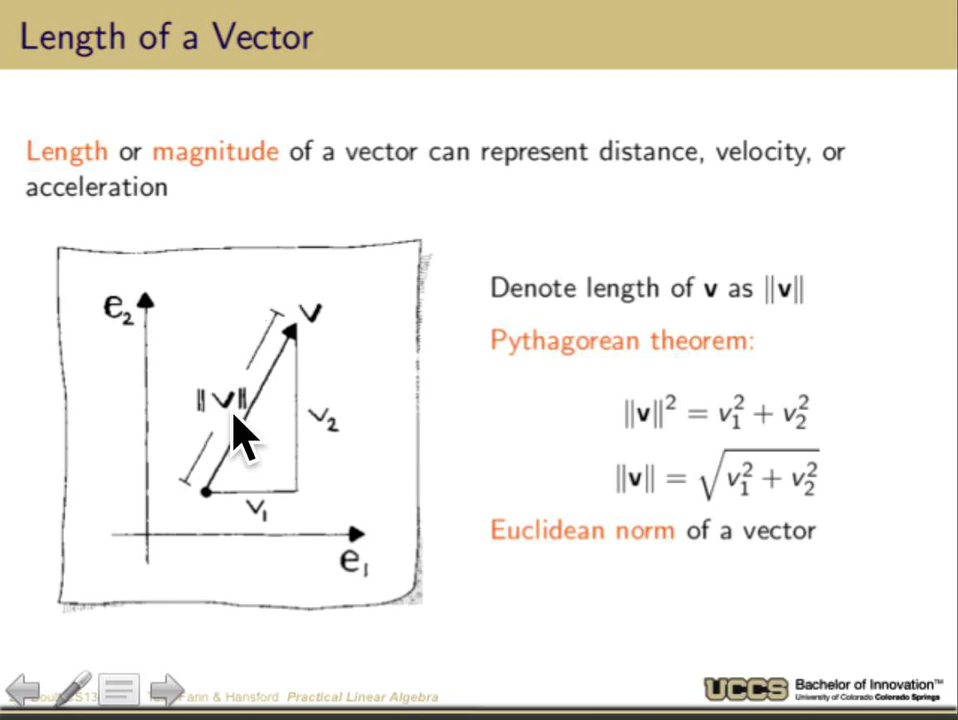 Length of a Vector
Length or magnitude of a vector can represent distance, velocity, or
acceleration
e₂
v
‖v‖
v₂
v₁
e₁
Denote length of v as ‖v‖
Pythagorean theorem:
‖v‖² = v₁² + v₂²
‖v‖ = √(v₁² + v₂²)
Euclidean norm of a vector
Farin & Hansford Practical Linear Algebra
UCCS
Bachelor of Innovation™
University of Colorado Colorado Springs